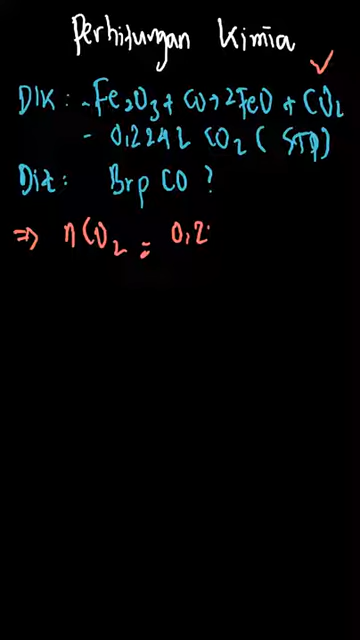 Perhitungan Kimia
Dik: - Fe2O3 + CO → 2FeO + CO2
- 0,224 L CO2 (STP)
Dit: Brp CO ?
⇒ n CO2 = 0,2